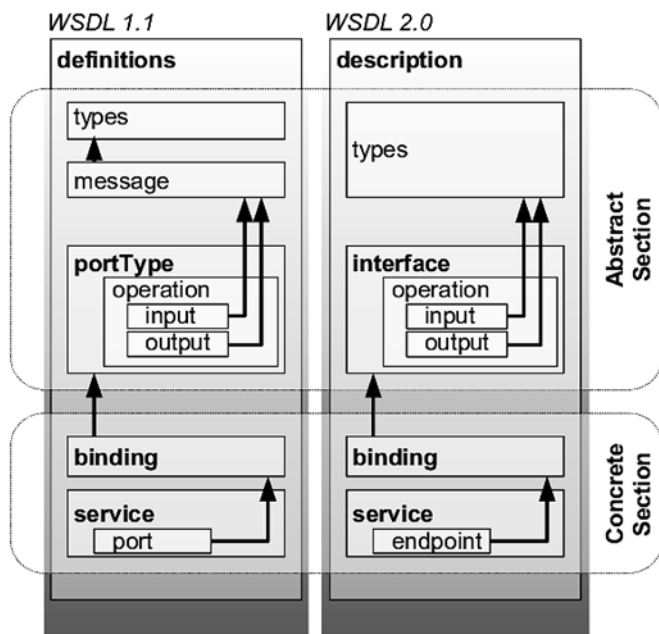 WSDL 1.1
definitions
types
message
portType
operation
input
output
binding
service
port
WSDL 2.0
description
types
interface
operation
input
output
binding
service
endpoint
Abstract
Section
Concrete
Section